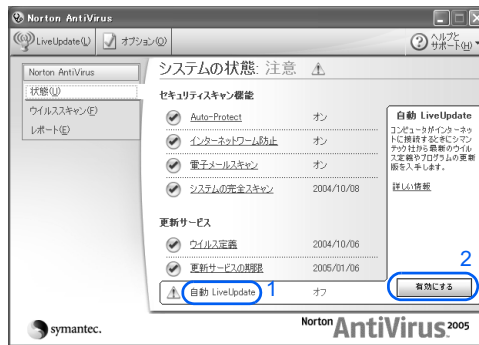 Norton AntiVirus
LiveUpdate(U) オプション(O) ヘルプとサポート(H)
Norton AntiVirus
状態(U)
ウイルススキャン(F)
レポート(E)
システムの状態: 注意
セキュリティスキャン機能
Auto-Protect オン
インターネットワーム防止 オン
電子メールスキャン オン
システムの完全スキャン 2004/10/08
更新サービス
ウイルス定義 2004/10/06
更新サービスの期限 2005/01/06
自動 LiveUpdate 1 オフ
自動 LiveUpdate
コンピュータがインターネッ
トに接続するときにシマン
テック社から最新のウイル
ス定義やプログラムの更新
版を入手します。
詳しい情報
2
有効にする
symantec.
Norton AntiVirus 2005